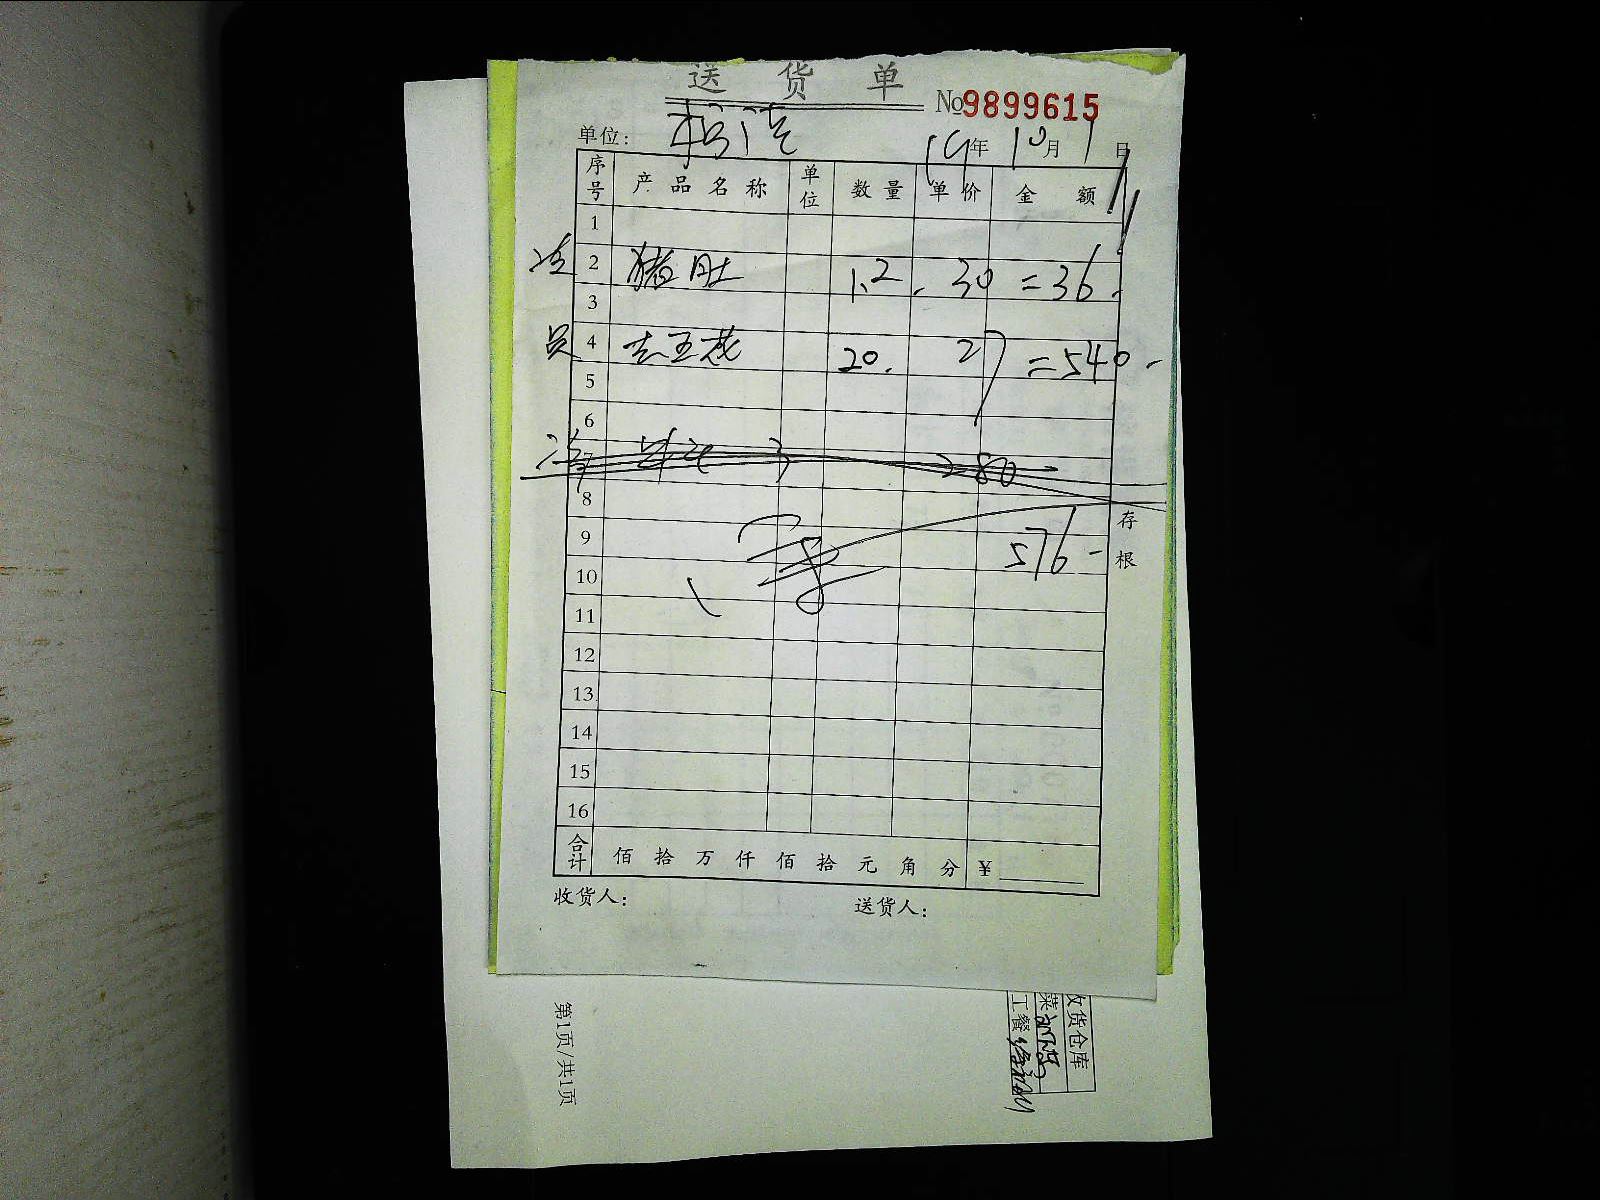 送货单
№9899615
单位：
19年10月1日
序号 产品名称 单位 数量 单价 金额
1
2 猪肚 1.2 . 30 =36.
3
员 4 20. 27 =540-
5
6
7 280
8
9 576-
10
11
12
13
14
15
16
存根
合计 佰拾万仟佰拾元角分 ¥
收货人： 送货人：
收货仓库
菜
工餐
第1页/共1页